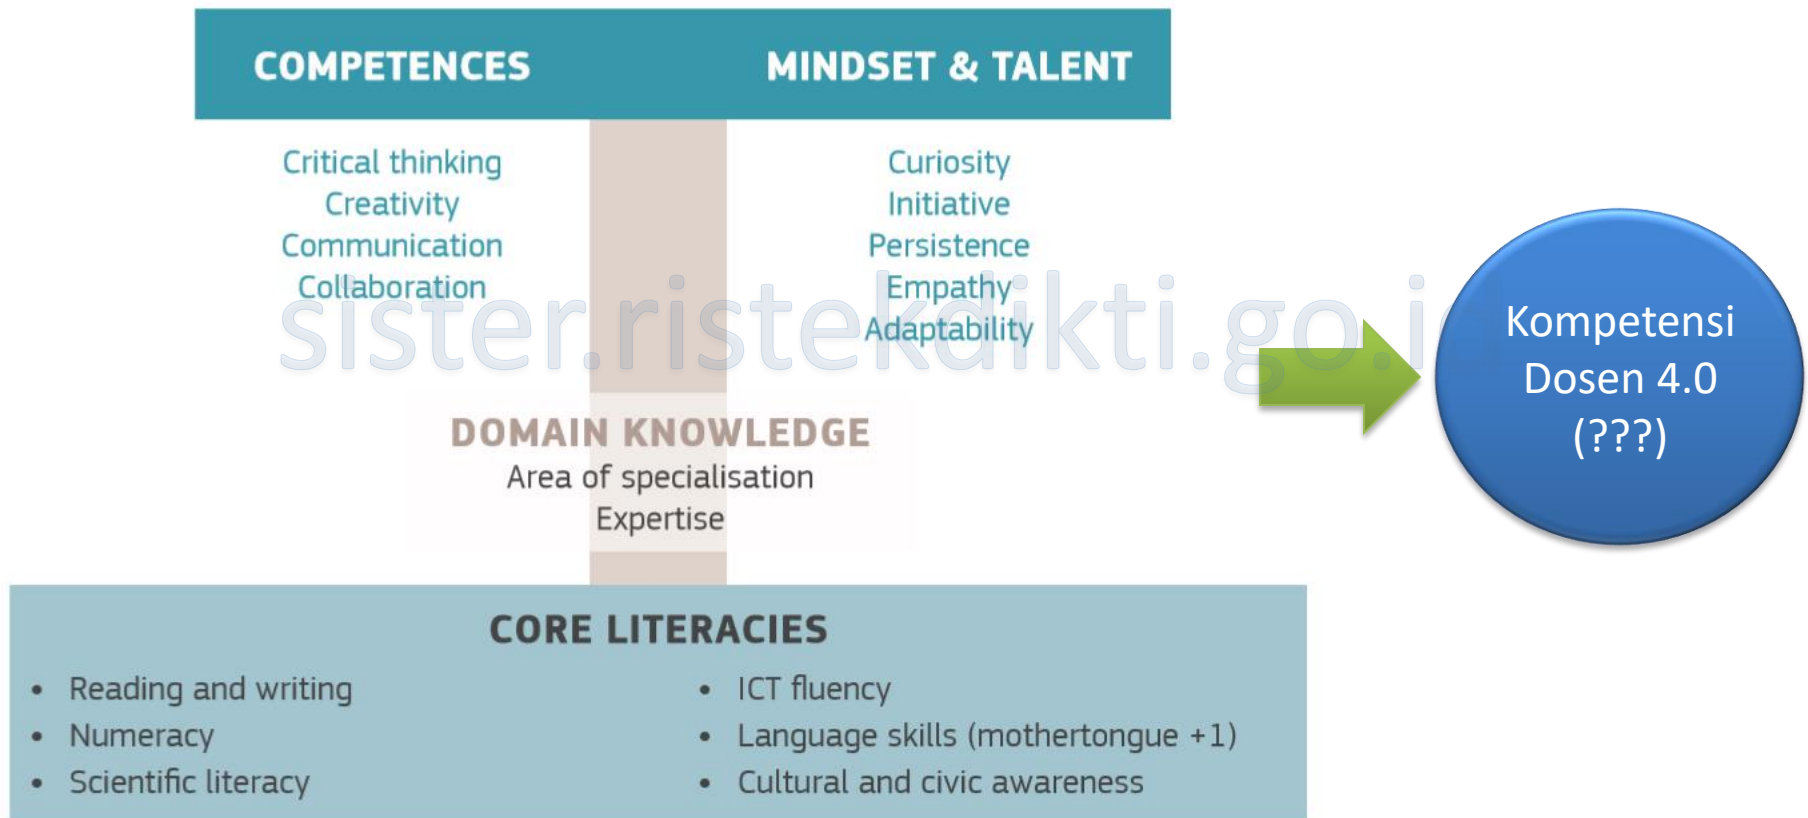 COMPETENCES
MINDSET & TALENT
Critical thinking
Creativity
Communication
Collaboration
Curiosity
Initiative
Persistence
Empathy
Adaptability
sister.ristekdikti.go.id
DOMAIN KNOWLEDGE
Area of specialisation
Expertise
Kompetensi
Dosen 4.0
(???)
CORE LITERACIES
• Reading and writing
• Numeracy
• Scientific literacy
• ICT fluency
• Language skills (mothertongue +1)
• Cultural and civic awareness